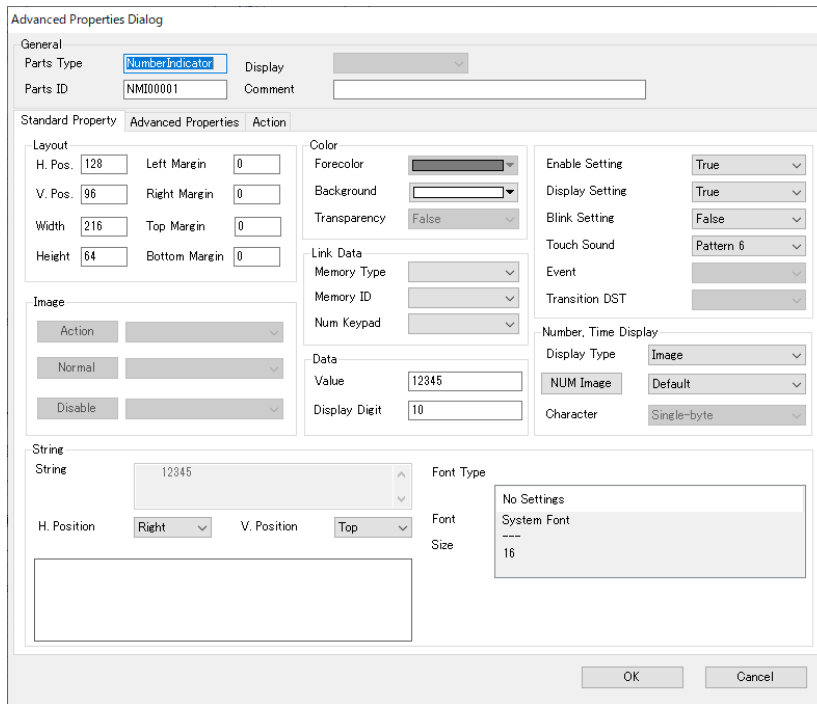 Advanced Properties Dialog
General
Parts Type NumberIndicator Display
Parts ID NMI00001 Comment
Standard Property Advanced Properties Action
Layout
H. Pos. 128 Left Margin 0
V. Pos. 96 Right Margin 0
Width 216 Top Margin 0
Height 64 Bottom Margin 0
Color
Forecolor
Background
Transparency False
Enable Setting True
Display Setting True
Blink Setting False
Touch Sound Pattern 6
Event
Transition DST
Link Data
Memory Type
Memory ID
Num Keypad
Image
Action
Normal
Disable
Data
Value 12345
Display Digit 10
Number, Time Display
Display Type Image
NUM Image Default
Character Single-byte
String
String 12345
H. Position Right V. Position Top
Font Type
No Settings
Font System Font
---
Size 16
OK Cancel